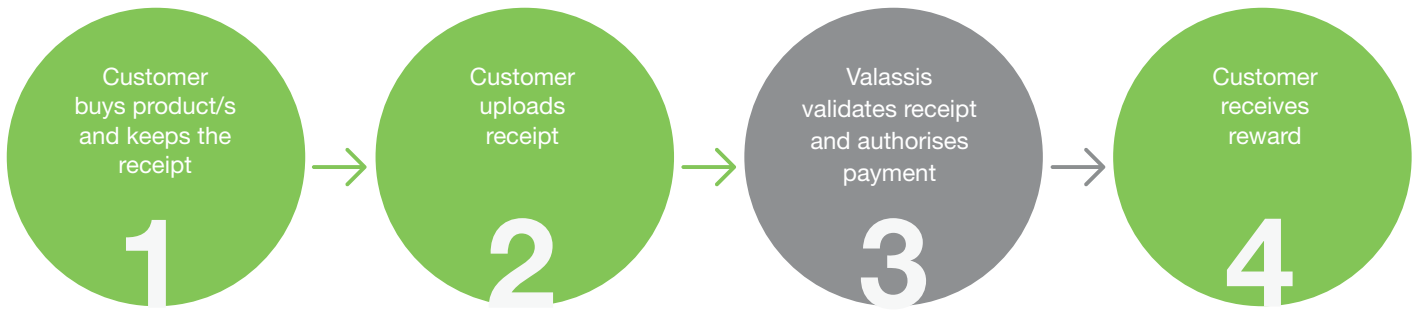 Customer
buys product/s
and keeps the
receipt
1
Customer
uploads
receipt
2
Valassis
validates receipt
and authorises
payment
3
Customer
receives
reward
4